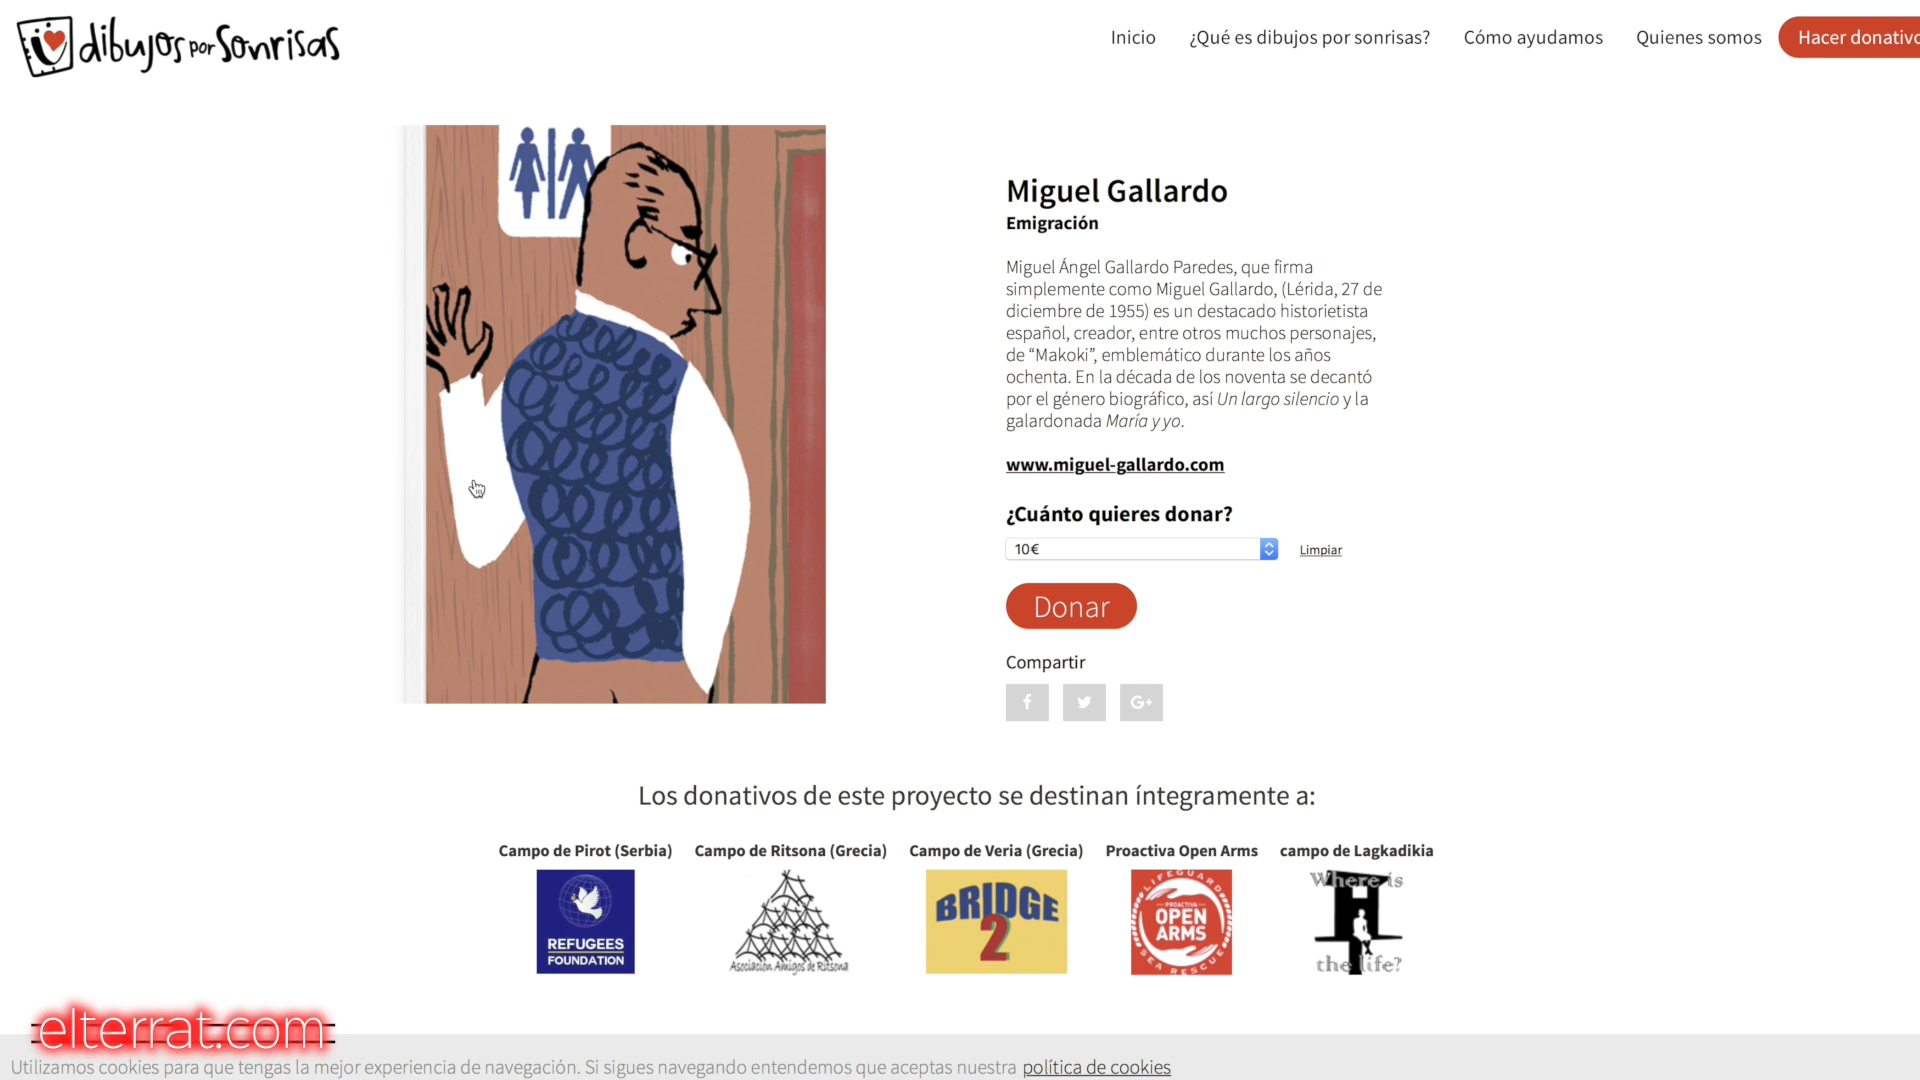 dibujos por Sonrisas
Inicio
¿Qué es dibujos por sonrisas?
Cómo ayudamos
Quienes somos
Hacer donativo
Miguel Gallardo
Emigración
Miguel Ángel Gallardo Paredes, que firma
simplemente como Miguel Gallardo, (Lérida, 27 de
diciembre de 1955) es un destacado historietista
español, creador, entre otros muchos personajes,
de “Makoki”, emblemático durante los años
ochenta. En la década de los noventa se decantó
por el género biográfico, así Un largo silencio y la
galardonada María y yo.
www.miguel-gallardo.com
¿Cuánto quieres donar?
10€
Limpiar
Donar
Compartir
Los donativos de este proyecto se destinan íntegramente a:
Campo de Pirot (Serbia)
REFUGEES
FOUNDATION
Campo de Ritsona (Grecia)
Asociación Amigos de Ritsona
Campo de Veria (Grecia)
BRIDGE
2
Proactiva Open Arms
LIFEGUARD
PROACTIVA
OPEN
ARMS
SEA RESCUE
campo de Lagkadikia
Where is
the life?
elterrat.com
Utilizamos cookies para que tengas la mejor experiencia de navegación. Si sigues navegando entendemos que aceptas nuestra política de cookies